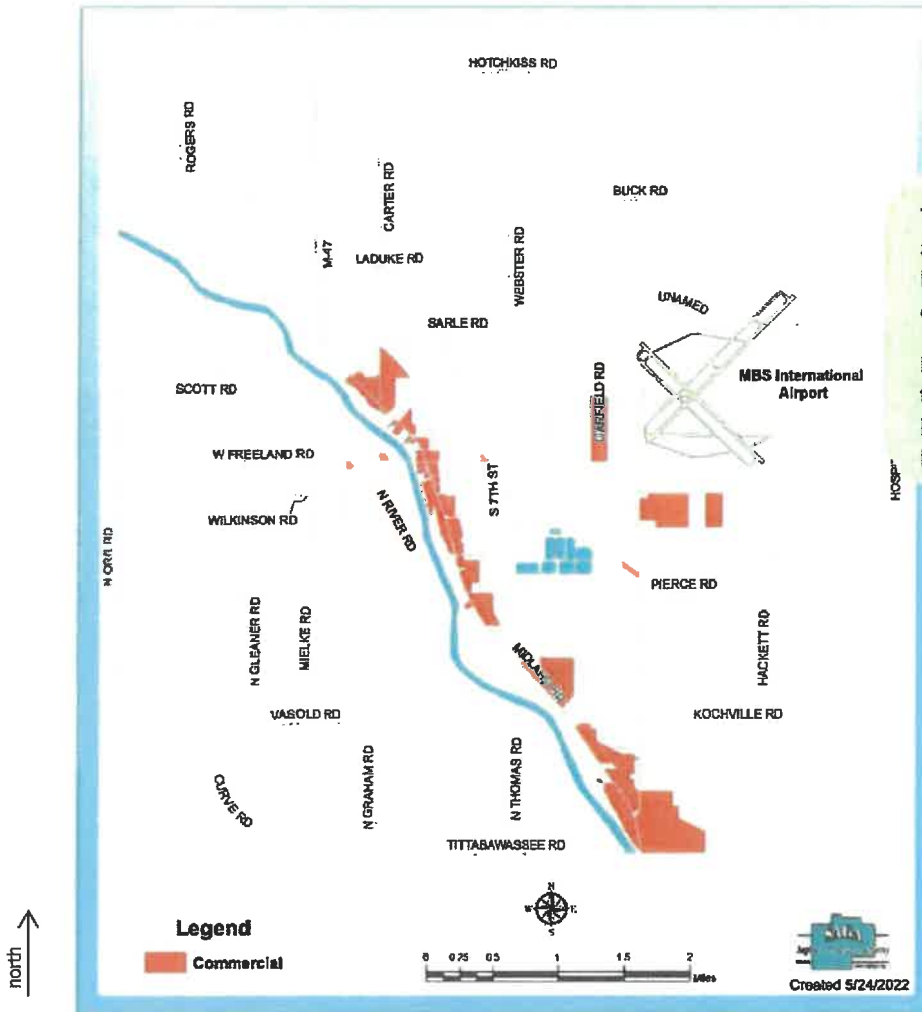 HOTCHKISS RD
ROGERS RD
CARTER RD
BUCK RD
M-47
LADUKE RD
WEBSTER RD
UNAMED
SARLE RD
MBS International
Airport
SCOTT RD
GARFIELD RD
W FREELAND RD
S 7TH ST
N RIVER RD
WILKINSON RD
N ORR RD
PIERCE RD
N GLEANER RD
MIELKE RD
HACKETT RD
VASOLD RD
KOCHVILLE RD
CURVE RD
N GRAHAM RD
N THOMAS RD
TITTABAWASSEE RD
north
N
W
E
S
Legend
Commercial
0 0.25 0.5 1 1.5 2
Miles
Created 5/24/2022